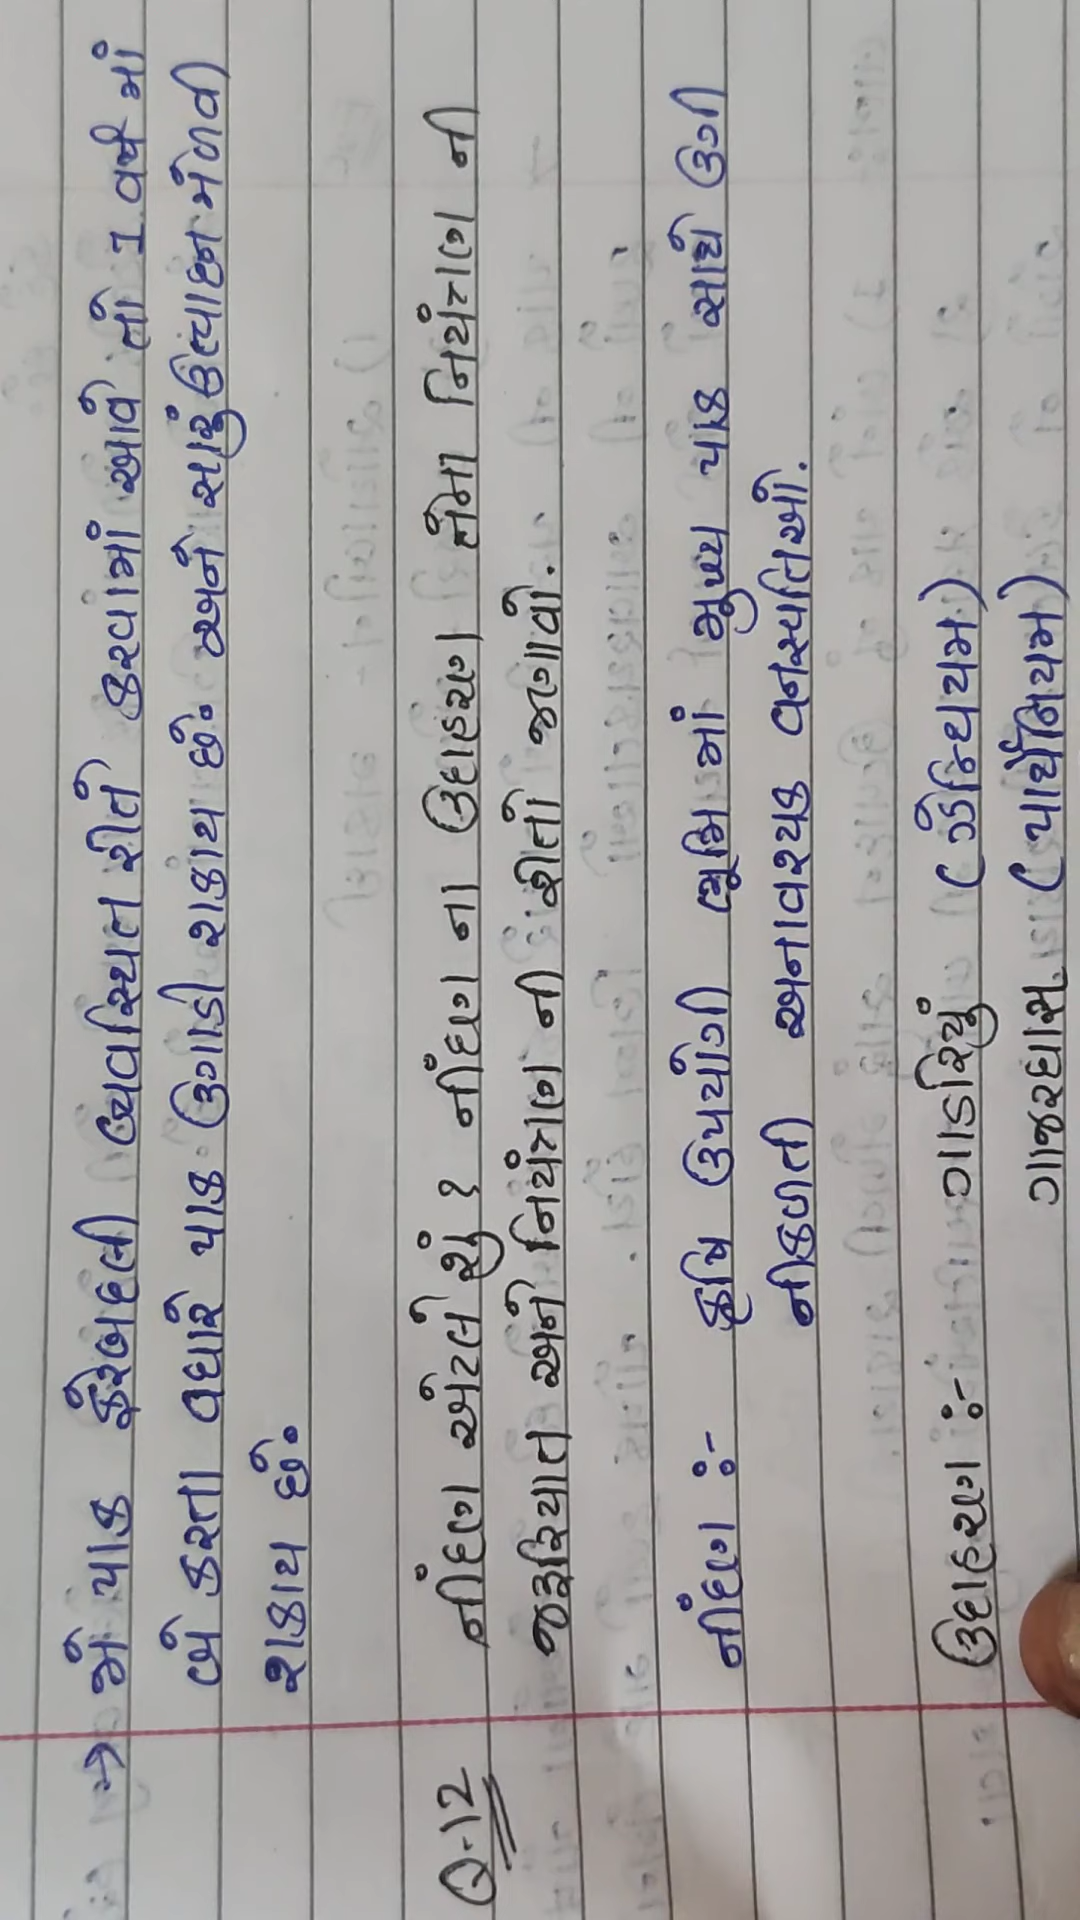 → એ પાક ફેરબદલી વ્યવસ્થિત રીતે કરવામાં આવે તો 1 વર્ષ માં
બે કરતા વધારે પાક ઉગાડી શકાય છે. અને સારું ઉત્પાદન મેળવી
શકાય છે.
Q-12 નીંદણ એટલે શું ? નીંદણ ના ઉદાહરણ તેમા નિયંત્રણ ની
જરૂરિયાત અને નિયંત્રણ ની રીતો જણાવો.
નીંદણ :- કૃષિ ઉપયોગી ભૂમિ માં મુખ્ય પાક સાથે ઉગી
નીકળતી અનાવશ્યક વનસ્પતિઓ.
ઉદાહરણ :- ગાડરિયું (ઝેન્થિયમ)
ગાજરઘાસ (પાર્થેનિયમ)